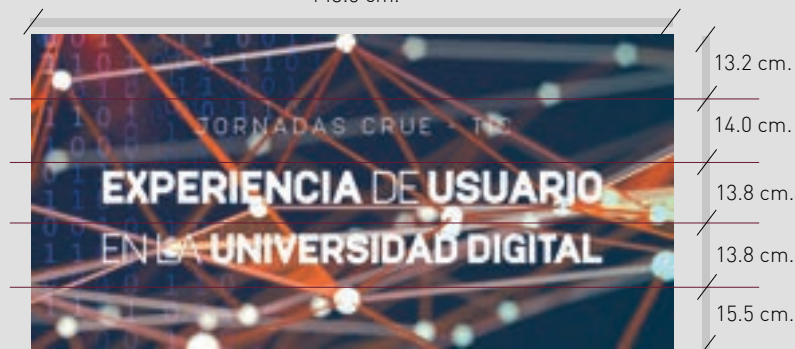 13.2 cm.
JORNADAS CRUE - TIC
14.0 cm.
EXPERIENCIA DE USUARIO
13.8 cm.
EN LA UNIVERSIDAD DIGITAL
13.8 cm.
15.5 cm.